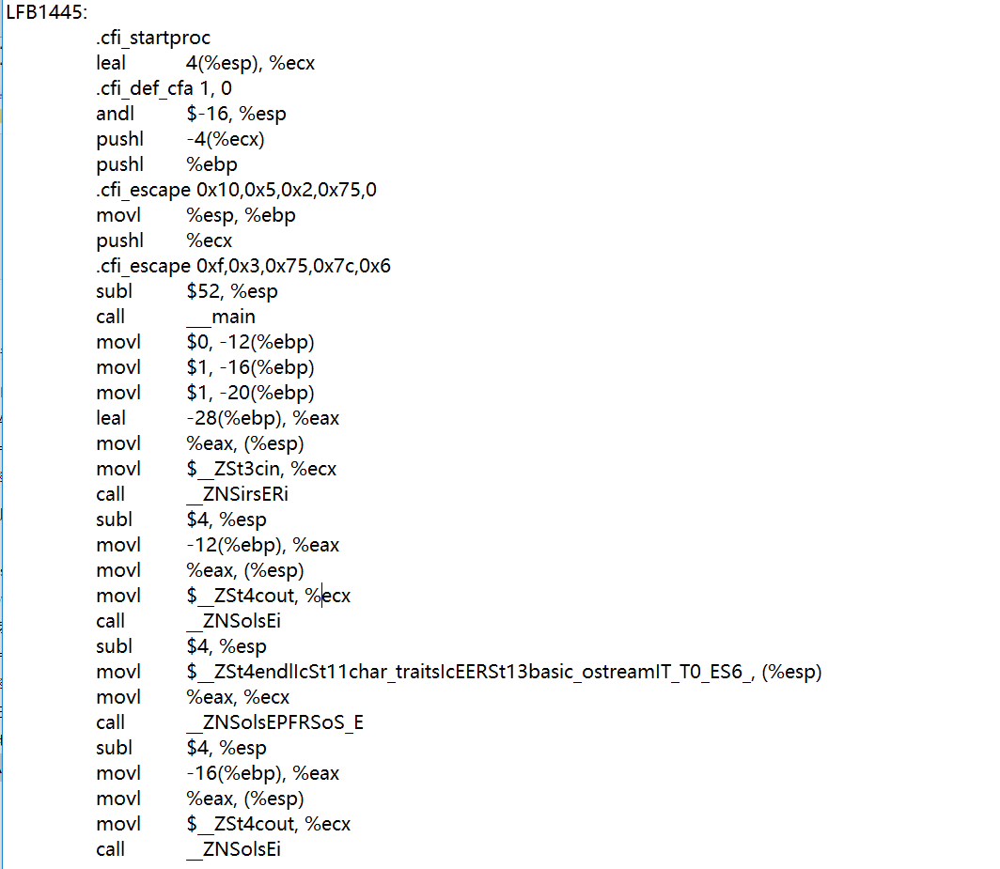 LFB1445:
.cfi_startproc
leal 4(%esp), %ecx
.cfi_def_cfa 1, 0
andl $-16, %esp
pushl -4(%ecx)
pushl %ebp
.cfi_escape 0x10,0x5,0x2,0x75,0
movl %esp, %ebp
pushl %ecx
.cfi_escape 0xf,0x3,0x75,0x7c,0x6
subl $52, %esp
call ___main
movl $0, -12(%ebp)
movl $1, -16(%ebp)
movl $1, -20(%ebp)
leal -28(%ebp), %eax
movl %eax, (%esp)
movl $__ZSt3cin, %ecx
call __ZNSirsERi
subl $4, %esp
movl -12(%ebp), %eax
movl %eax, (%esp)
movl $__ZSt4cout, %ecx
call __ZNSolsEi
subl $4, %esp
movl $__ZSt4endlIcSt11char_traitsIcEERSt13basic_ostreamIT_T0_ES6_, (%esp)
movl %eax, %ecx
call __ZNSolsEPFRSoS_E
subl $4, %esp
movl -16(%ebp), %eax
movl %eax, (%esp)
movl $__ZSt4cout, %ecx
call __ZNSolsEi